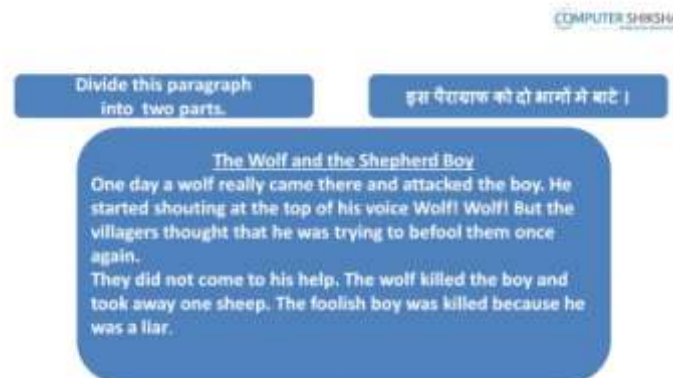 COMPUTER SHIKSHA
Divide this paragraph
into two parts.
इस पैराग्राफ को दो भागों मे बाटे ।
The Wolf and the Shepherd Boy
One day a wolf really came there and attacked the boy. He
started shouting at the top of his voice Wolf! Wolf! But the
villagers thought that he was trying to befool them once
again.
They did not come to his help. The wolf killed the boy and
took away one sheep. The foolish boy was killed because he
was a liar.